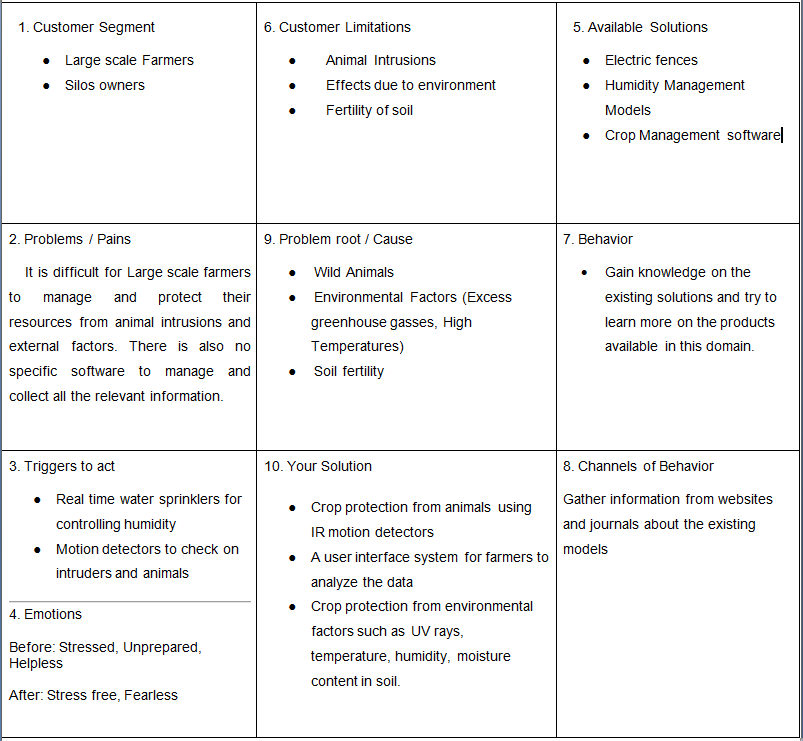 1. Customer Segment
● Large scale Farmers
● Silos owners
6. Customer Limitations
● Animal Intrusions
● Effects due to environment
● Fertility of soil
5. Available Solutions
● Electric fences
● Humidity Management
Models
● Crop Management software
2. Problems / Pains
It is difficult for Large scale farmers
to manage and protect their
resources from animal intrusions and
external factors. There is also no
specific software to manage and
collect all the relevant information.
9. Problem root / Cause
● Wild Animals
● Environmental Factors (Excess
greenhouse gasses, High
Temperatures)
● Soil fertility
7. Behavior
● Gain knowledge on the
existing solutions and try to
learn more on the products
available in this domain.
3. Triggers to act
● Real time water sprinklers for
controlling humidity
● Motion detectors to check on
intruders and animals
4. Emotions
Before: Stressed, Unprepared,
Helpless
After: Stress free, Fearless
10. Your Solution
● Crop protection from animals using
IR motion detectors
● A user interface system for farmers to
analyze the data
● Crop protection from environmental
factors such as UV rays,
temperature, humidity, moisture
content in soil.
8. Channels of Behavior
Gather information from websites
and journals about the existing
models